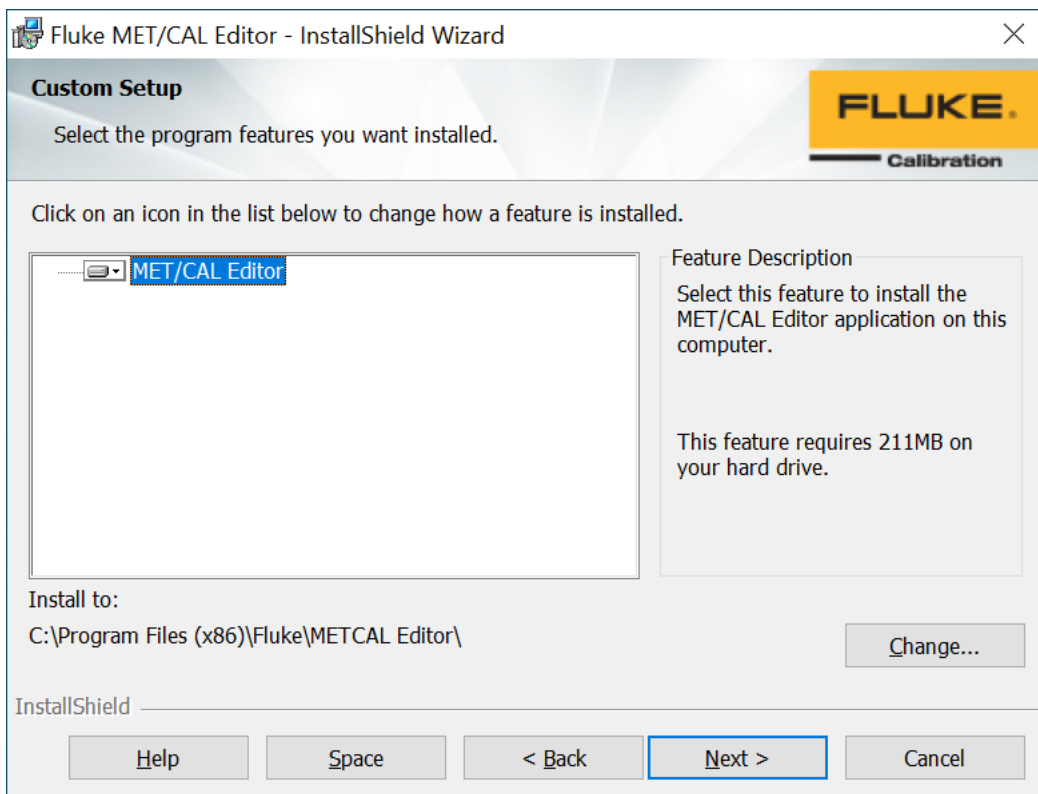 Fluke MET/CAL Editor - InstallShield Wizard
Custom Setup
Select the program features you want installed.
FLUKE®
Calibration
Click on an icon in the list below to change how a feature is installed.
MET/CAL Editor
Feature Description
Select this feature to install the
MET/CAL Editor application on this
computer.
This feature requires 211MB on
your hard drive.
Install to:
C:\Program Files (x86)\Fluke\METCAL Editor\
Change...
InstallShield
Help
Space
< Back
Next >
Cancel